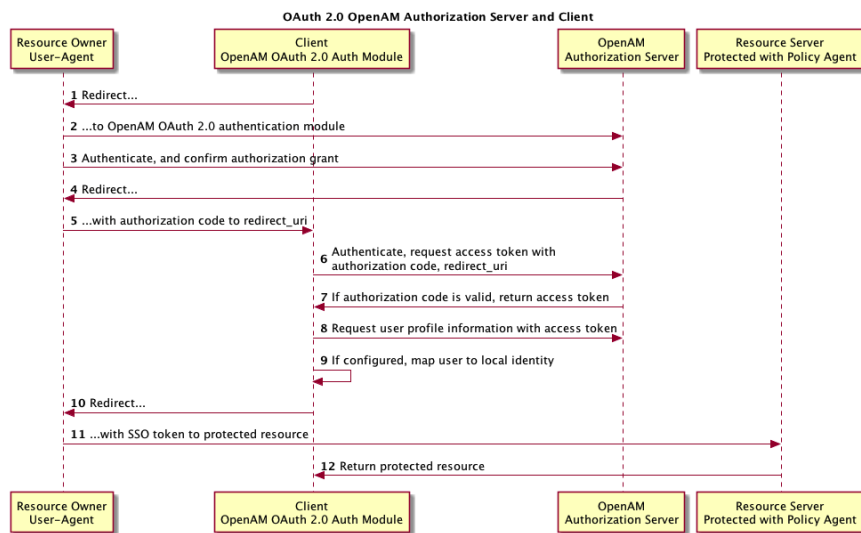 OAuth 2.0 OpenAM Authorization Server and Client
Resource Owner
User-Agent
Client
OpenAM OAuth 2.0 Auth Module
OpenAM
Authorization Server
Resource Server
Protected with Policy Agent
1 Redirect...
2 ...to OpenAM OAuth 2.0 authentication module
3 Authenticate, and confirm authorization grant
4 Redirect...
5 ...with authorization code to redirect_uri
6 Authenticate, request access token with
authorization code, redirect_uri
7 If authorization code is valid, return access token
8 Request user profile information with access token
9 If configured, map user to local identity
10 Redirect...
11 ...with SSO token to protected resource
12 Return protected resource
Resource Owner
User-Agent
Client
OpenAM OAuth 2.0 Auth Module
OpenAM
Authorization Server
Resource Server
Protected with Policy Agent